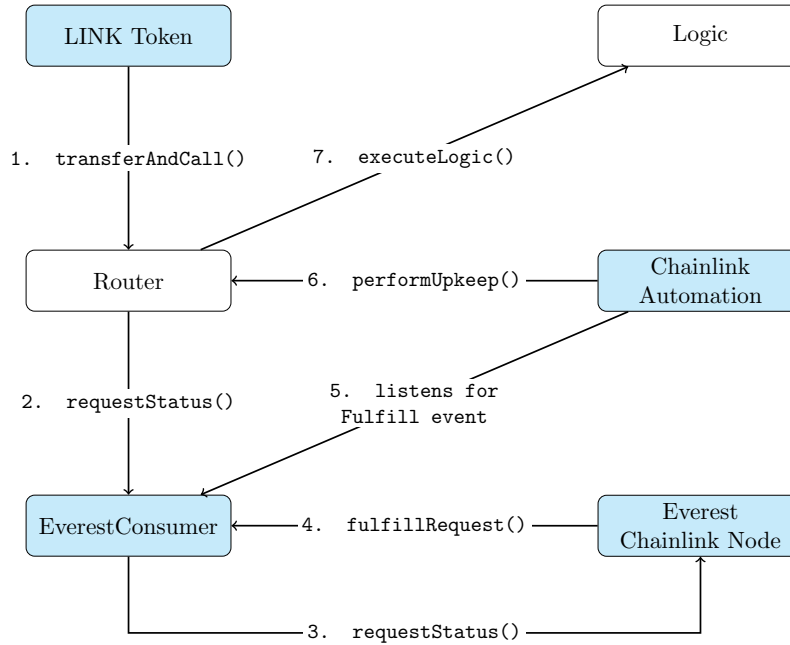 LINK Token
Logic
1. transferAndCall()
7. executeLogic()
Router
6. performUpkeep()
Chainlink
Automation
2. requestStatus()
5. listens for
Fulfill event
EverestConsumer
4. fulfillRequest()
Everest
Chainlink Node
3. requestStatus()